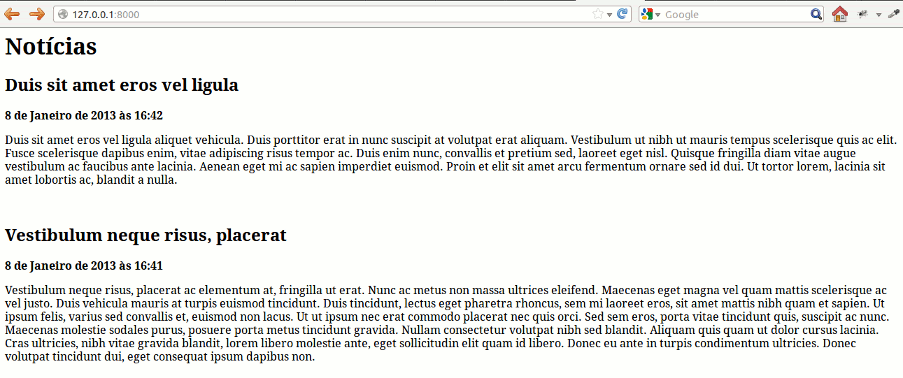 127.0.0.1:8000
Google
Notícias
Duis sit amet eros vel ligula
8 de Janeiro de 2013 às 16:42
Duis sit amet eros vel ligula aliquet vehicula. Duis porttitor erat in nunc suscipit at volutpat erat aliquam. Vestibulum ut nibh ut mauris tempus scelerisque quis ac elit.
Fusce scelerisque dapibus enim, vitae adipiscing risus tempor ac. Duis enim nunc, convallis et pretium sed, laoreet eget nisl. Quisque fringilla diam vitae augue
vestibulum ac faucibus ante lacinia. Aenean eget mi ac sapien imperdiet euismod. Proin et elit sit amet arcu fermentum ornare sed id dui. Ut tortor lorem, lacinia sit
amet lobortis ac, blandit a nulla.
Vestibulum neque risus, placerat
8 de Janeiro de 2013 às 16:41
Vestibulum neque risus, placerat ac elementum at, fringilla ut erat. Nunc ac metus non massa ultrices eleifend. Maecenas eget magna vel quam mattis scelerisque ac
vel justo. Duis vehicula mauris at turpis euismod tincidunt. Duis tincidunt, lectus eget pharetra rhoncus, sem mi laoreet eros, sit amet mattis nibh quam et sapien. Ut
ipsum felis, varius sed convallis et, euismod non lacus. Ut ut ipsum nec erat commodo placerat nec quis orci. Sed sem eros, porta vitae tincidunt quis, suscipit ac nunc.
Maecenas molestie sodales purus, posuere porta metus tincidunt gravida. Nullam consectetur volutpat nibh sed blandit. Aliquam quis quam ut dolor cursus lacinia.
Cras ultricies, nibh vitae gravida blandit, lorem libero molestie ante, eget sollicitudin elit quam id libero. Donec eu ante in turpis condimentum ultricies. Donec
volutpat tincidunt dui, eget consequat ipsum dapibus non.